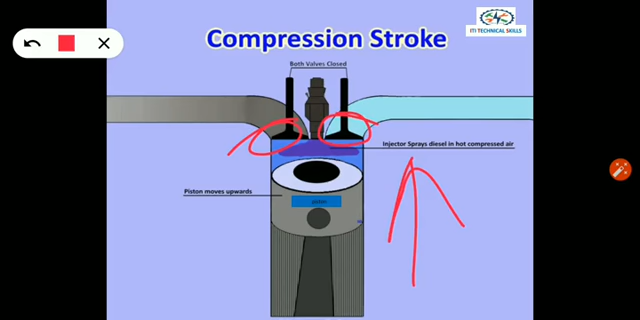 ITI TECHNICAL SKILLS
Compression Stroke
Both Valves Closed
Injector Sprays diesel in hot compressed air
Piston moves upwards
piston